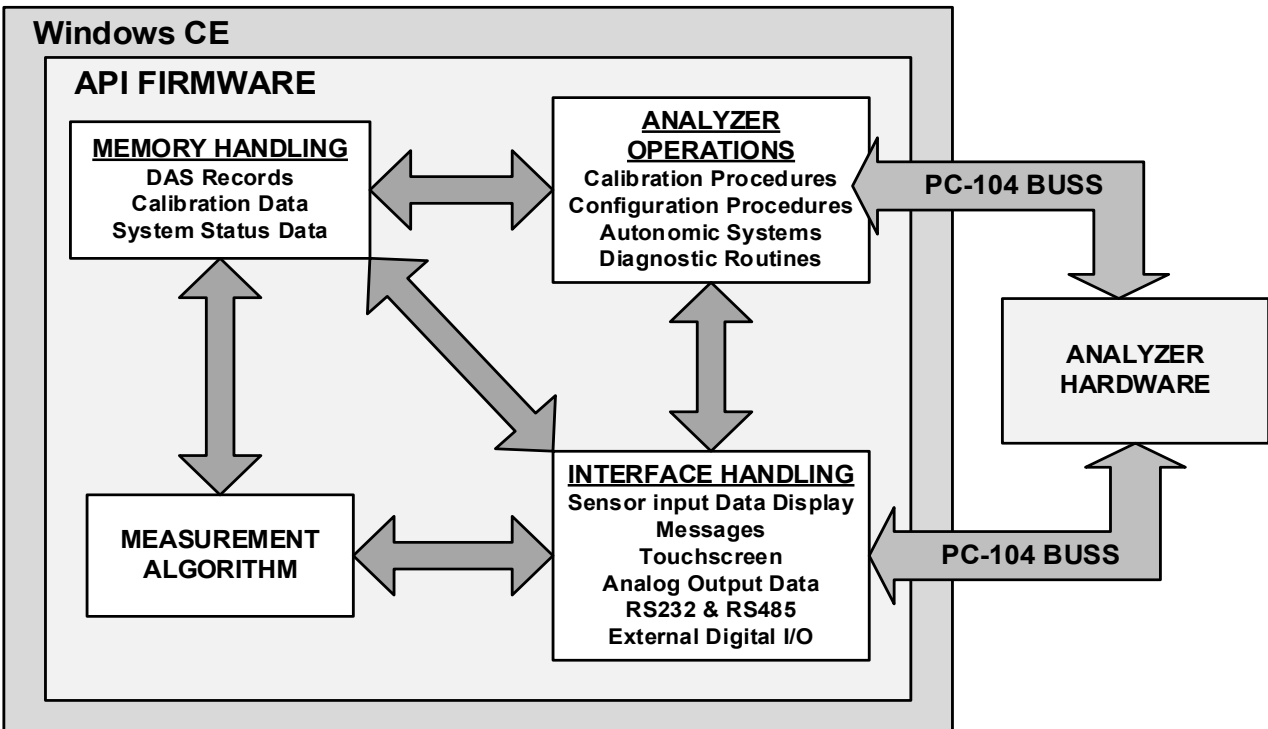 Windows CE
API FIRMWARE
MEMORY HANDLING
DAS Records
Calibration Data
System Status Data
ANALYZER
OPERATIONS
Calibration Procedures
Configuration Procedures
Autonomic Systems
Diagnostic Routines
PC-104 BUSS
ANALYZER
HARDWARE
MEASUREMENT
ALGORITHM
INTERFACE HANDLING
Sensor input Data Display
Messages
Touchscreen
Analog Output Data
RS232 & RS485
External Digital I/O
PC-104 BUSS